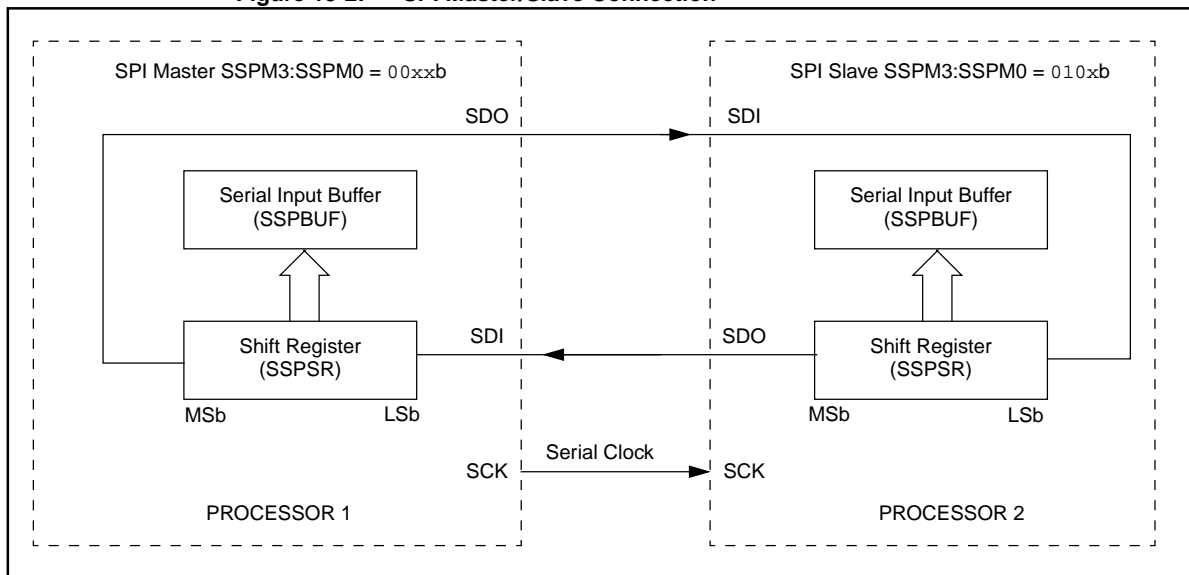 SPI Master SSPM3:SSPM0 = 00xxb
SPI Slave SSPM3:SSPM0 = 010xb
SDO
SDI
Serial Input Buffer
(SSPBUF)
Serial Input Buffer
(SSPBUF)
Shift Register
(SSPSR)
SDI
SDO
Shift Register
(SSPSR)
MSb
LSb
MSb
LSb
Serial Clock
SCK
SCK
PROCESSOR 1
PROCESSOR 2